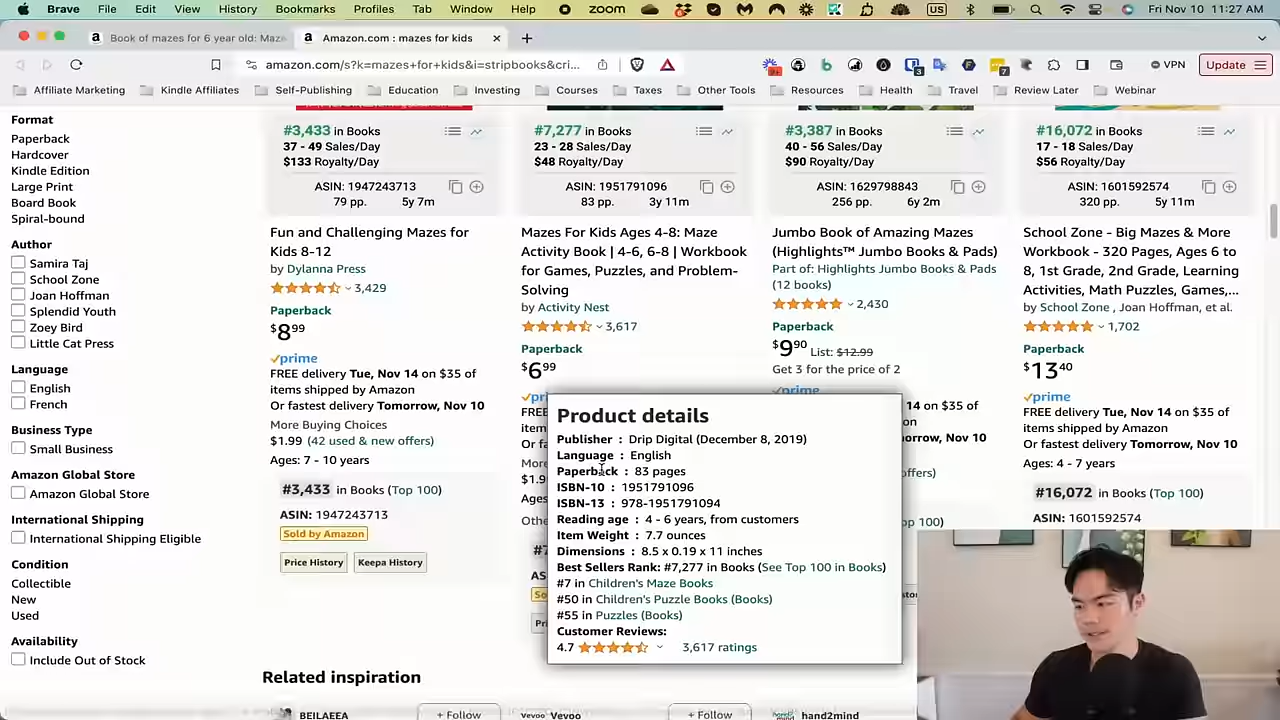 Brave File Edit View History Bookmarks Profiles Tab Window Help zoom US Fri Nov 10 11:27 AM
Book of mazes for 6 year old: Maz
Amazon.com : mazes for kids
amazon.com/s?k=mazes+for+kids&i=stripbooks&cri...
VPN
Update
Affiliate Marketing Kindle Affiliates Self-Publishing Education Investing Courses Taxes Other Tools Resources Health Travel Review Later Webinar
Format
Paperback
Hardcover
Kindle Edition
Large Print
Board Book
Spiral-bound
Author
Samira Taj
School Zone
Joan Hoffman
Splendid Youth
Zoey Bird
Little Cat Press
Language
English
French
Business Type
Small Business
Amazon Global Store
Amazon Global Store
International Shipping
International Shipping Eligible
Condition
Collectible
New
Used
Availability
Include Out of Stock
#3,433 in Books
37 - 49 Sales/Day
$133 Royalty/Day
ASIN: 1947243713
79 pp. 5y 7m
Fun and Challenging Mazes for
Kids 8-12
by Dylanna Press
3,429
Paperback
$8.99
prime
FREE delivery Tue, Nov 14 on $35 of
items shipped by Amazon
Or fastest delivery Tomorrow, Nov 10
More Buying Choices
$1.99 (42 used & new offers)
Ages: 7 - 10 years
#3,433 in Books (Top 100)
ASIN: 1947243713
Sold by Amazon
Price History Keepa History
#7,277 in Books
23 - 28 Sales/Day
$48 Royalty/Day
ASIN: 1951791096
83 pp. 3y 11m
Mazes For Kids Ages 4-8: Maze
Activity Book | 4-6, 6-8 | Workbook
for Games, Puzzles, and Problem-
Solving
by Activity Nest
3,617
Paperback
$6.99
Product details
Publisher : Drip Digital (December 8, 2019)
Language : English
Paperback : 83 pages
ISBN-10 : 1951791096
ISBN-13 : 978-1951791094
Reading age : 4 - 6 years, from customers
Item Weight : 7.7 ounces
Dimensions : 8.5 x 0.19 x 11 inches
Best Sellers Rank: #7,277 in Books (See Top 100 in Books)
#7 in Children's Maze Books
#50 in Children's Puzzle Books (Books)
#55 in Puzzles (Books)
Customer Reviews:
4.7 3,617 ratings
#3,387 in Books
40 - 56 Sales/Day
$90 Royalty/Day
ASIN: 1629798843
256 pp. 6y 2m
Jumbo Book of Amazing Mazes
(Highlights™ Jumbo Books & Pads)
Part of: Highlights Jumbo Books & Pads
(12 books)
2,430
Paperback
$9.90 List: $12.99
Get 3 for the price of 2
prime
14 on $35 of
Nov 10
#16,072 in Books
17 - 18 Sales/Day
$56 Royalty/Day
ASIN: 1601592574
320 pp. 5y 11m
School Zone - Big Mazes & More
Workbook - 320 Pages, Ages 6 to
8, 1st Grade, 2nd Grade, Learning
Activities, Math Puzzles, Games,...
by School Zone , Joan Hoffman, et al.
1,702
Paperback
$13.40
prime
FREE delivery Tue, Nov 14 on $35 of
items shipped by Amazon
Or fastest delivery Tomorrow, Nov 10
Ages: 4 - 7 years
#16,072 in Books (Top 100)
ASIN: 1601592574
Related inspiration
BEILAEEA + Follow
Vevoo Vevoo + Follow
hand2mind